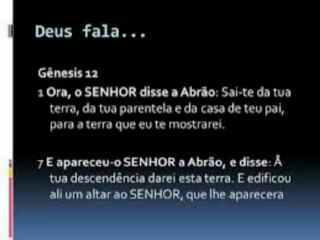 Deus fala...
Gênesis 12
1 Ora, o SENHOR disse a Abrão: Sai-te da tua
terra, da tua parentela e da casa de teu pai,
para a terra que eu te mostrarei.
7 E apareceu-o SENHOR a Abrão, e disse: Å
tua descendência darei esta terra. E edificou
ali um altar ao SENHOR, que lhe aparecera